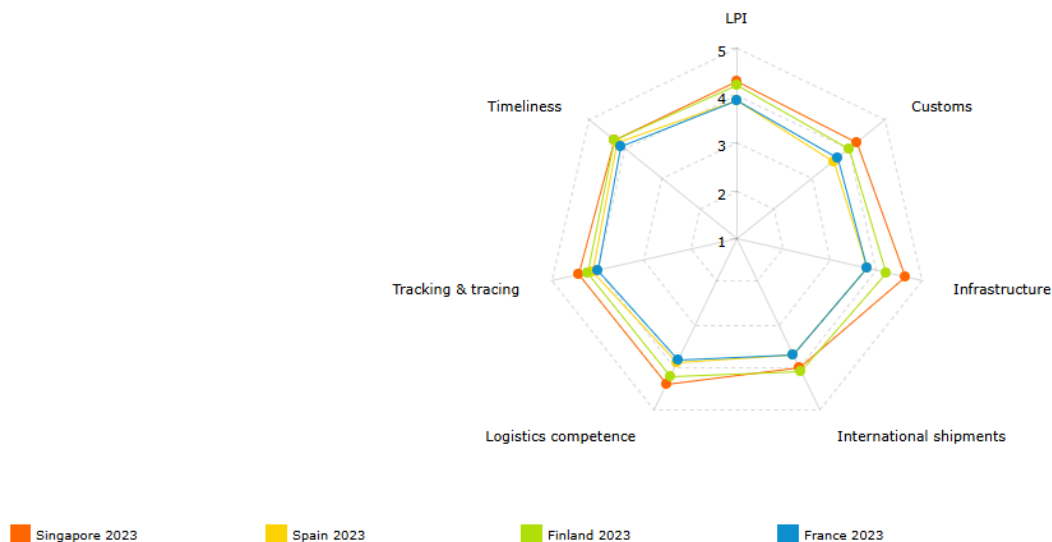 LPI
5
4
3
2
1
Timeliness
Customs
Tracking & tracing
Infrastructure
Logistics competence
International shipments
Singapore 2023
Spain 2023
Finland 2023
France 2023